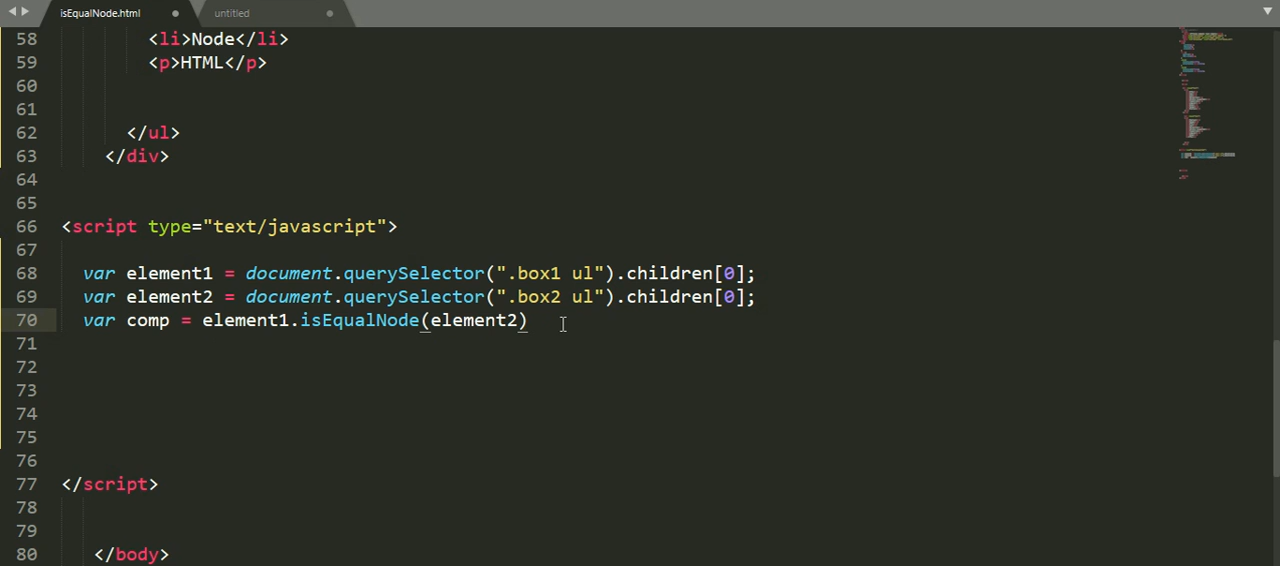 isEqualNode.html
untitled
58 <li>Node</li>
59 <p>HTML</p>
60
61
62 </ul>
63 </div>
64
65
66 <script type="text/javascript">
67
68 var element1 = document.querySelector(".box1 ul").children[0];
69 var element2 = document.querySelector(".box2 ul").children[0];
70 var comp = element1.isEqualNode(element2)
71
72
73
74
75
76
77 </script>
78
79
80 </body>